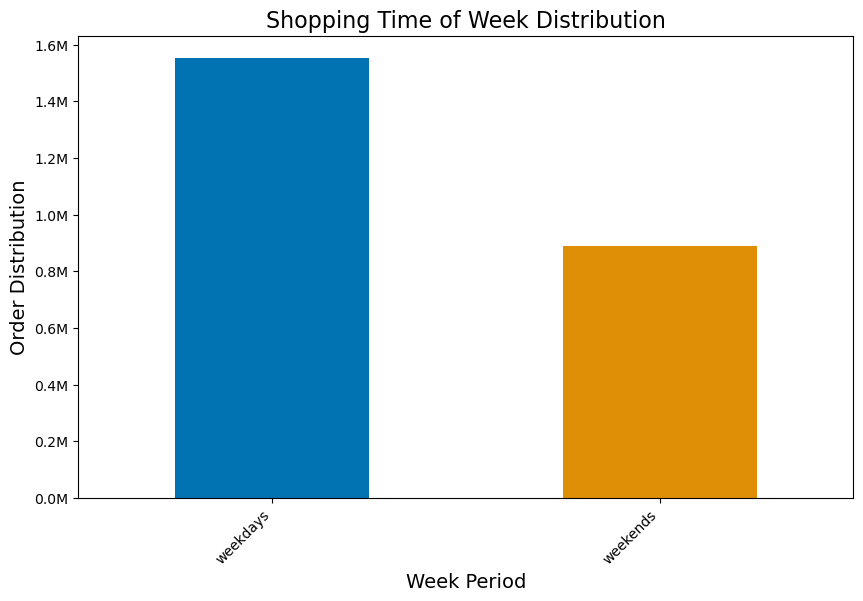 Shopping Time of Week Distribution
Order Distribution
1.6M
1.4M
1.2M
1.0M
0.8M
0.6M
0.4M
0.2M
0.0M
weekdays
weekends
Week Period